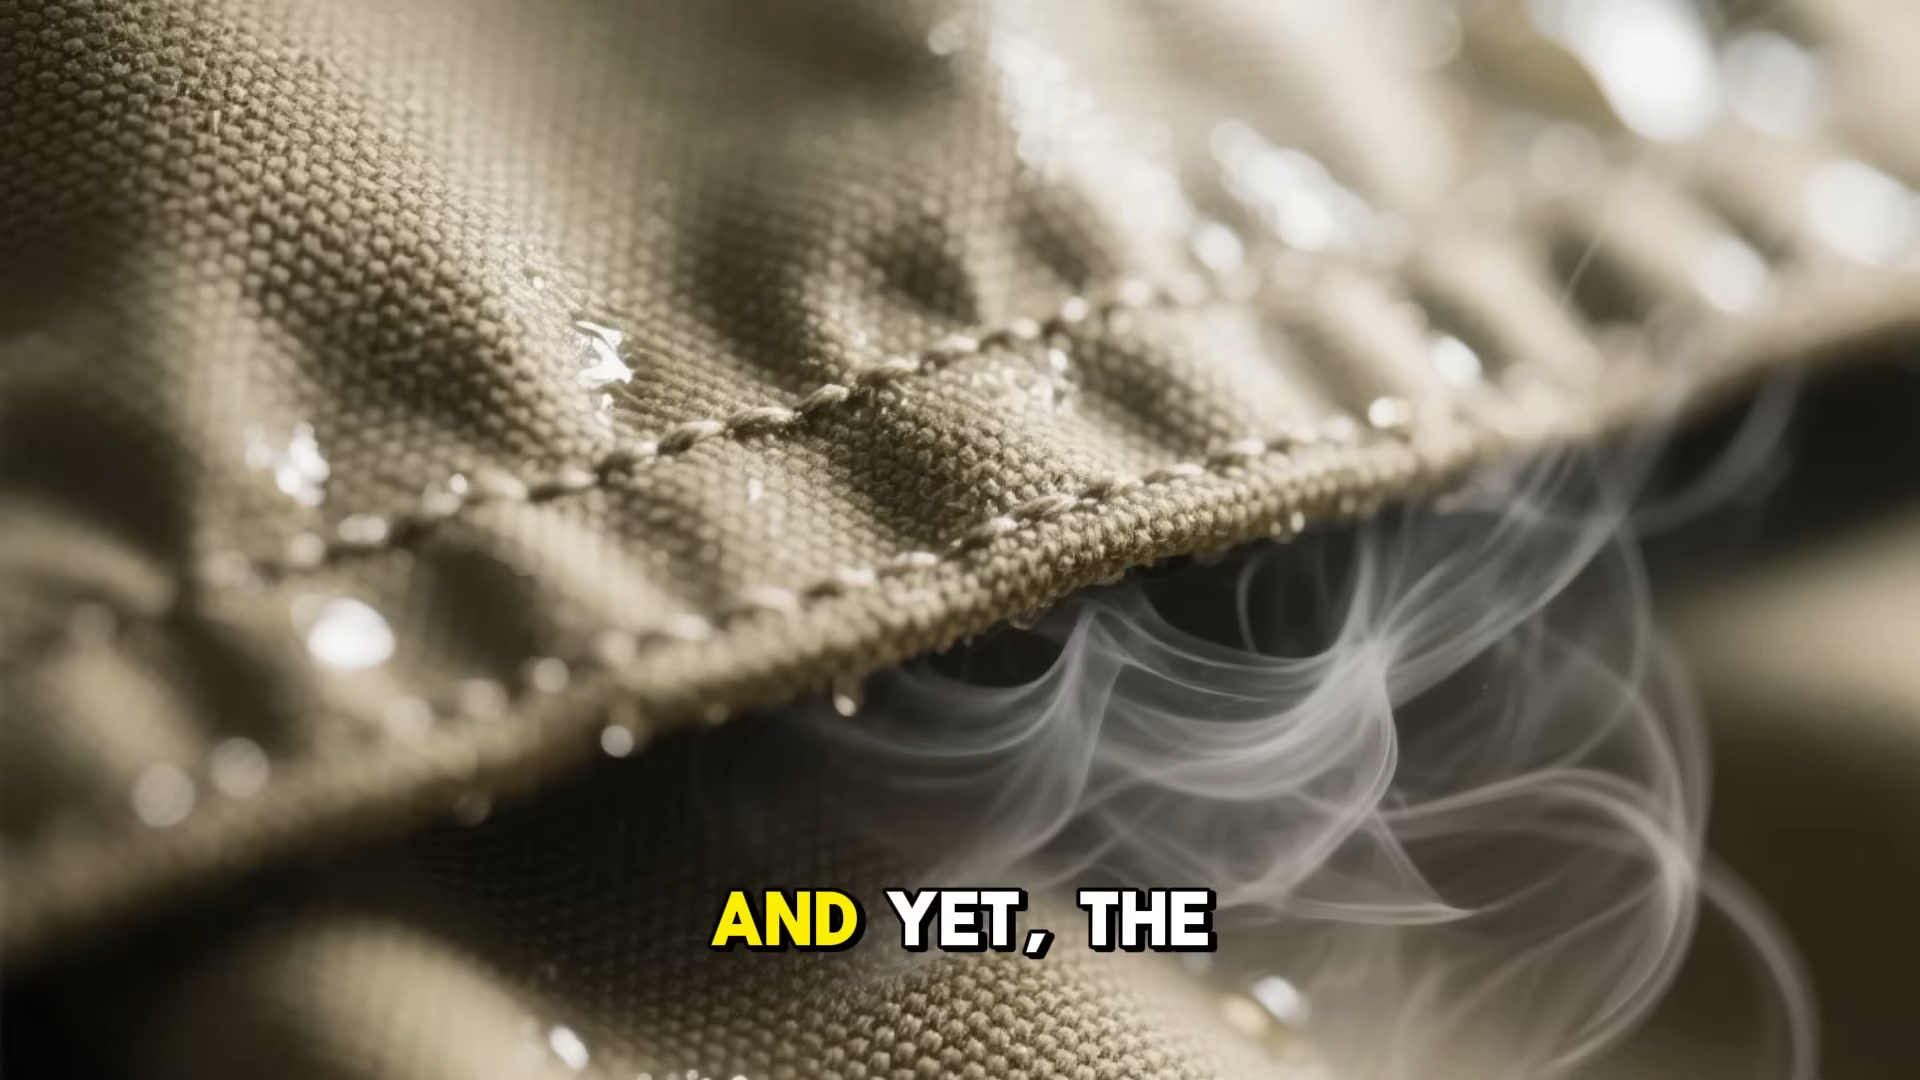 AND YET, THE